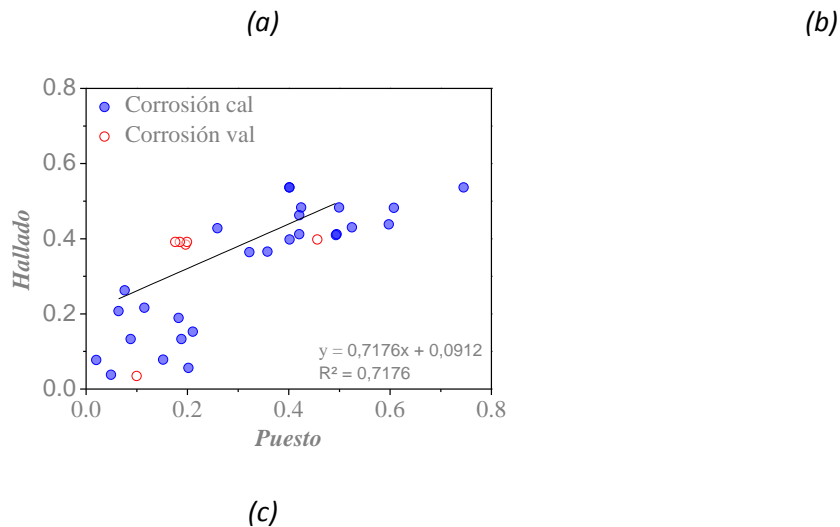 (a) (b)
0.8
Corrosión cal
Corrosión val
0.6
0.4
Hallado
0.2
y = 0,7176x + 0,0912
R² = 0,7176
0.0
0.0 0.2 0.4 0.6 0.8
Puesto
(c)